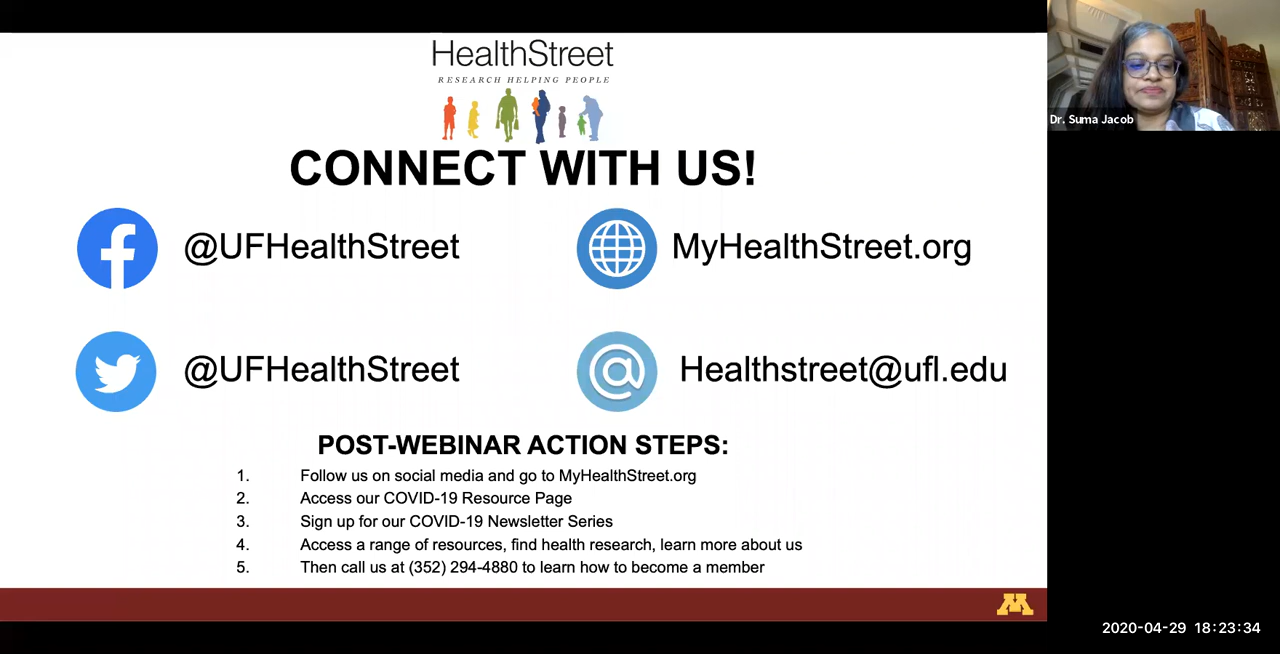 HealthStreet
RESEARCH HELPING PEOPLE
CONNECT WITH US!
@UFHealthStreet
MyHealthStreet.org
@UFHealthStreet
Healthstreet@ufl.edu
POST-WEBINAR ACTION STEPS:
1. Follow us on social media and go to MyHealthStreet.org
2. Access our COVID-19 Resource Page
3. Sign up for our COVID-19 Newsletter Series
4. Access a range of resources, find health research, learn more about us
5. Then call us at (352) 294-4880 to learn how to become a member
M
Dr. Suma Jacob
2020-04-29 18:23:34